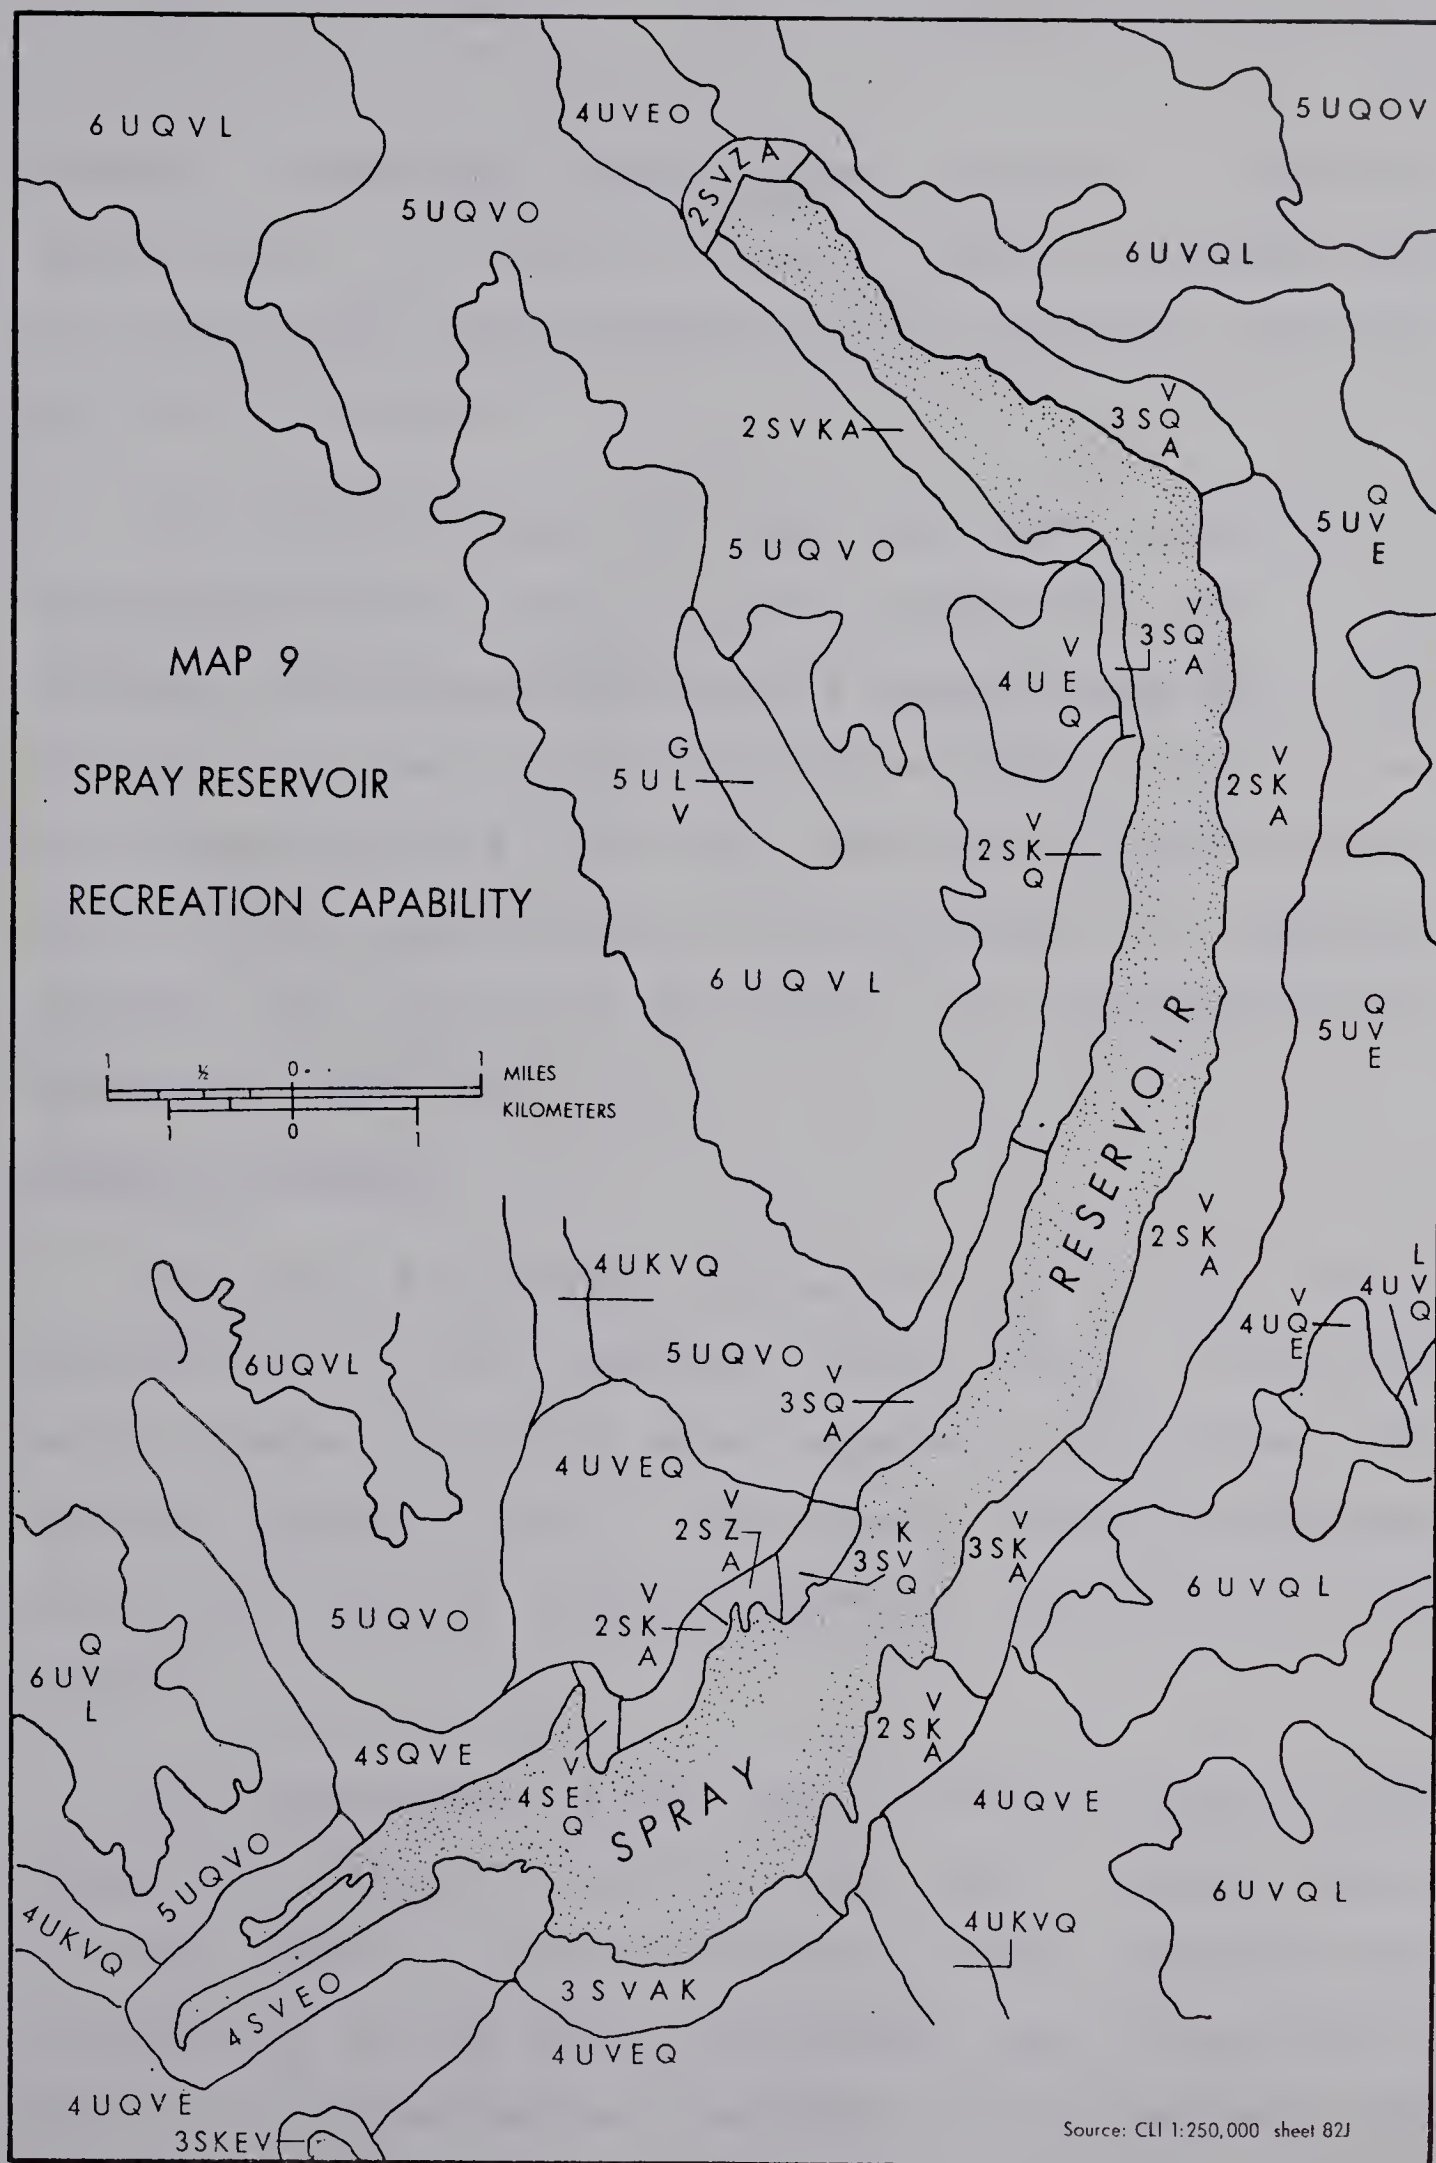 6 U Q V L
4 U V E O
5 U Q O V
2 S V Z A
5 U Q V O
6 U V Q L
V
3 S Q
A
2 S V K A
Q
5 U V
E
5 U Q V O
V
3 S Q
A
V
4 U E
Q
MAP 9
G
5 U L
V
SPRAY RESERVOIR
V
2 S K
A
V
2 S K
Q
RECREATION CAPABILITY
6 U Q V L
Q
5 U V
E
1 ½ 0 1
MILES
KILOMETERS
1 0 1
RESERVOIR
V
2 S K
A
4 U K V Q
L
4 U V
Q
V
4 U Q
E
6 U Q V L
5 U Q V O
V
3 S Q
A
4 U V E Q
V
2 S Z
A
K
3 S V
Q
V
3 S K
A
6 U V Q L
5 U Q V O
V
2 S K
A
Q
6 U V
L
V
2 S K
A
4 S Q V E
V
4 S E
Q
SPRAY
4 U Q V E
5 U Q V O
6 U V Q L
4 U K V Q
4 U K V Q
3 S V A K
4 S V E O
4 U V E Q
4 U Q V E
3 S K E V
Source: CLI 1:250,000 sheet 82J